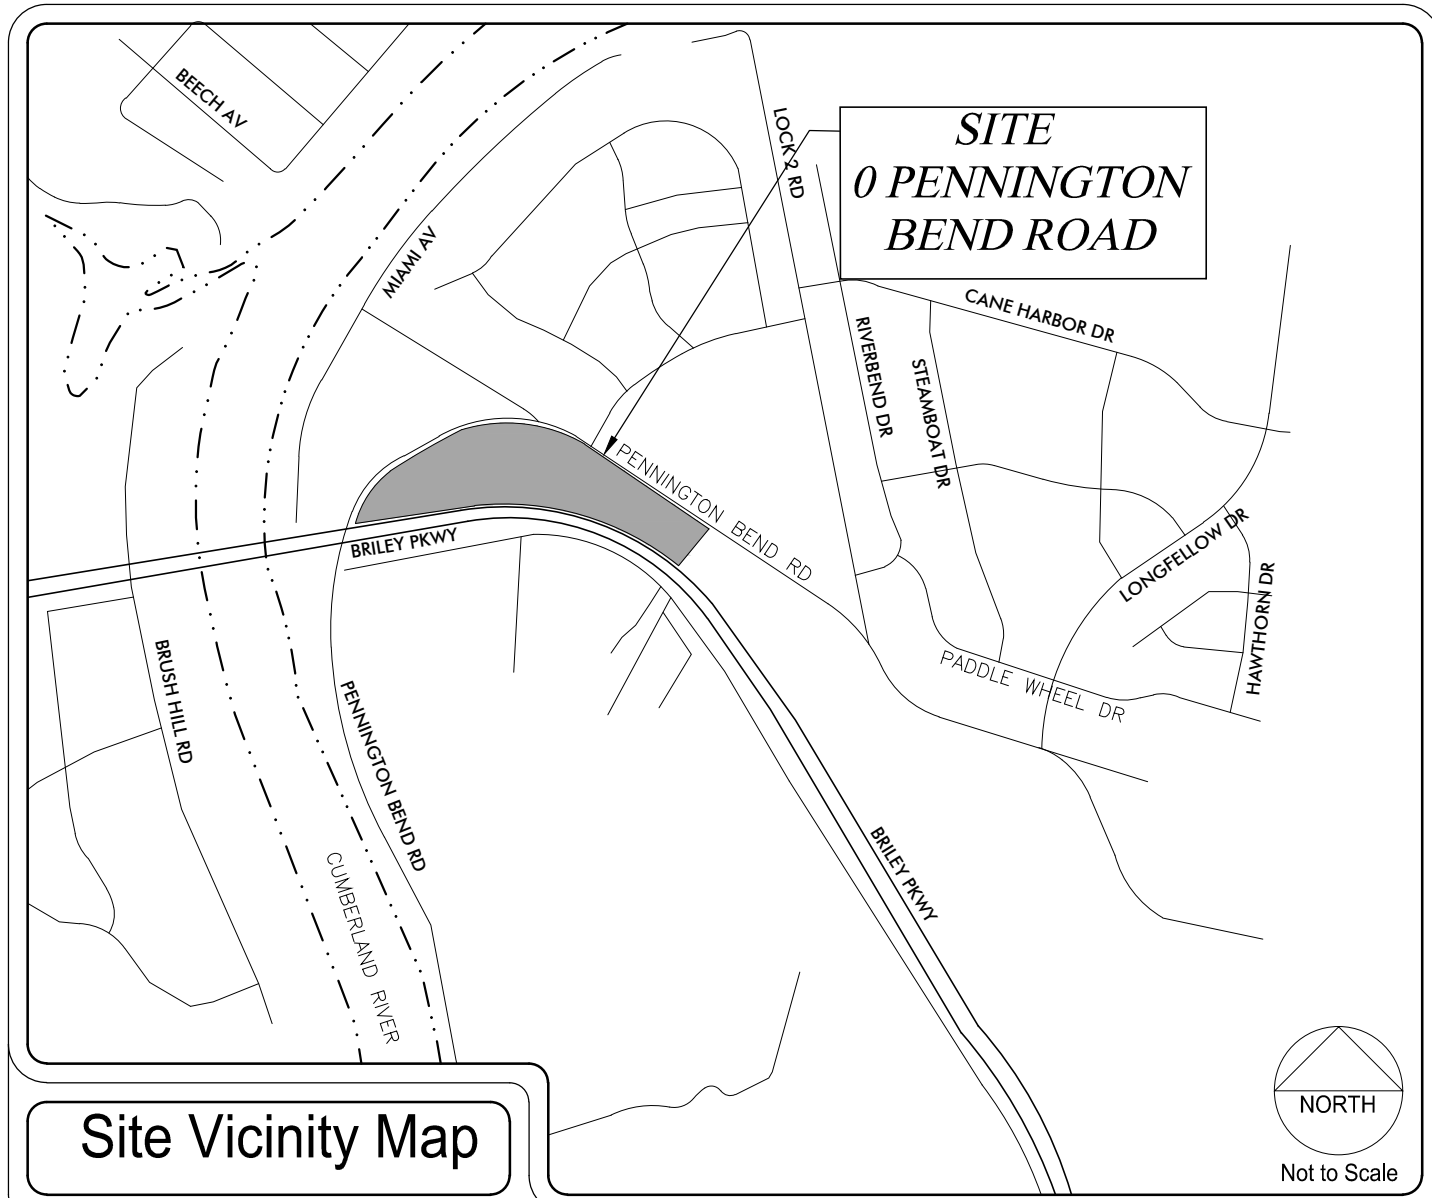 BEECH AV
LOCK 2 RD
SITE
0 PENNINGTON
BEND ROAD
MIAMI AV
CANE HARBOR DR
RIVERBEND DR
STEAMBOAT DR
PENNINGTON BEND RD
BRILEY PKWY
LONGFELLOW DR
HAWTHORN DR
BRUSH HILL RD
PADDLE WHEEL DR
PENNINGTON BEND RD
CUMBERLAND RIVER
BRILEY PKWY
NORTH
Not to Scale
Site Vicinity Map